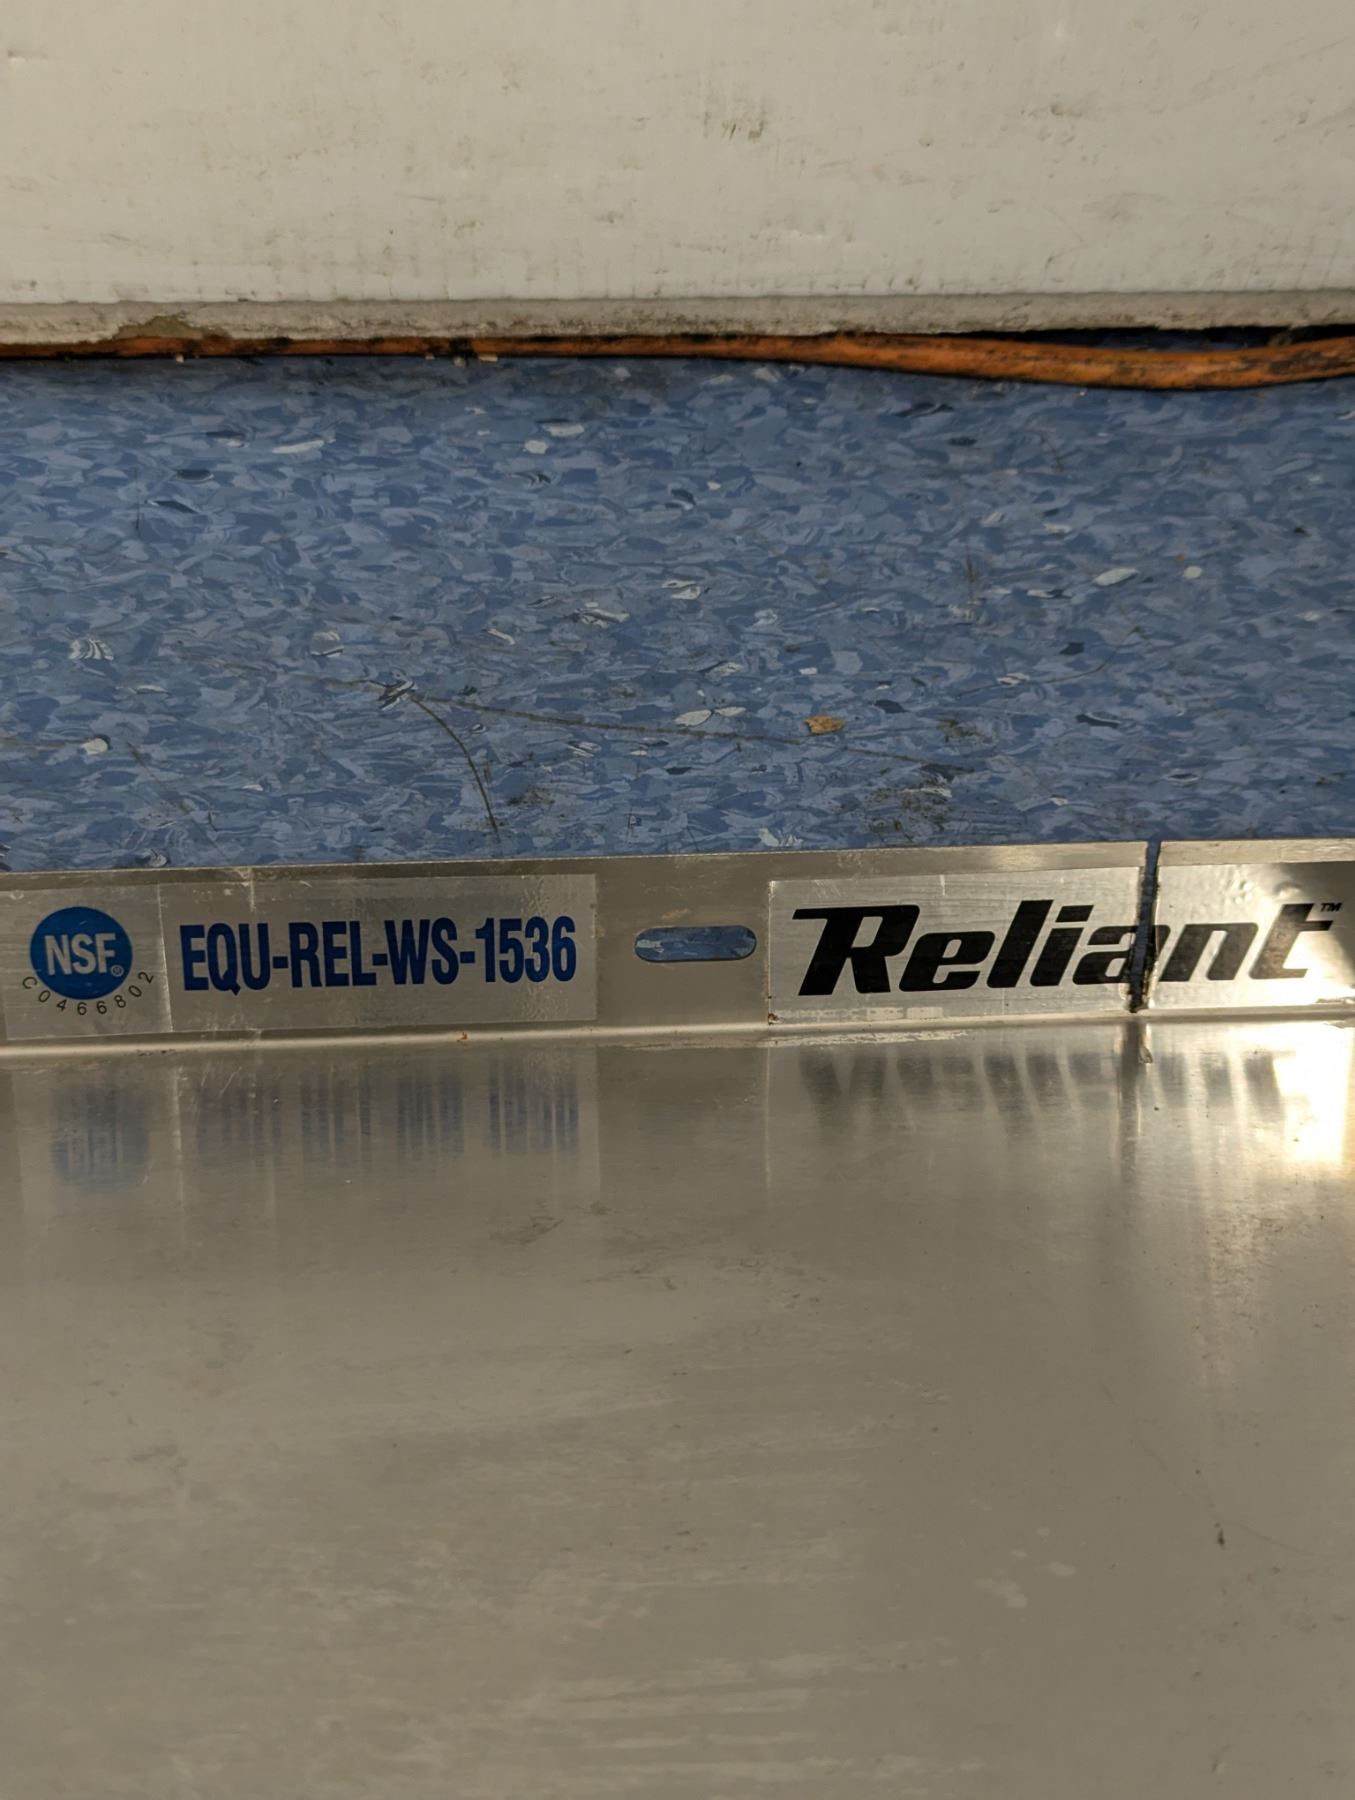 NSF®
C0466802
EQU-REL-WS-1536
Reliant™